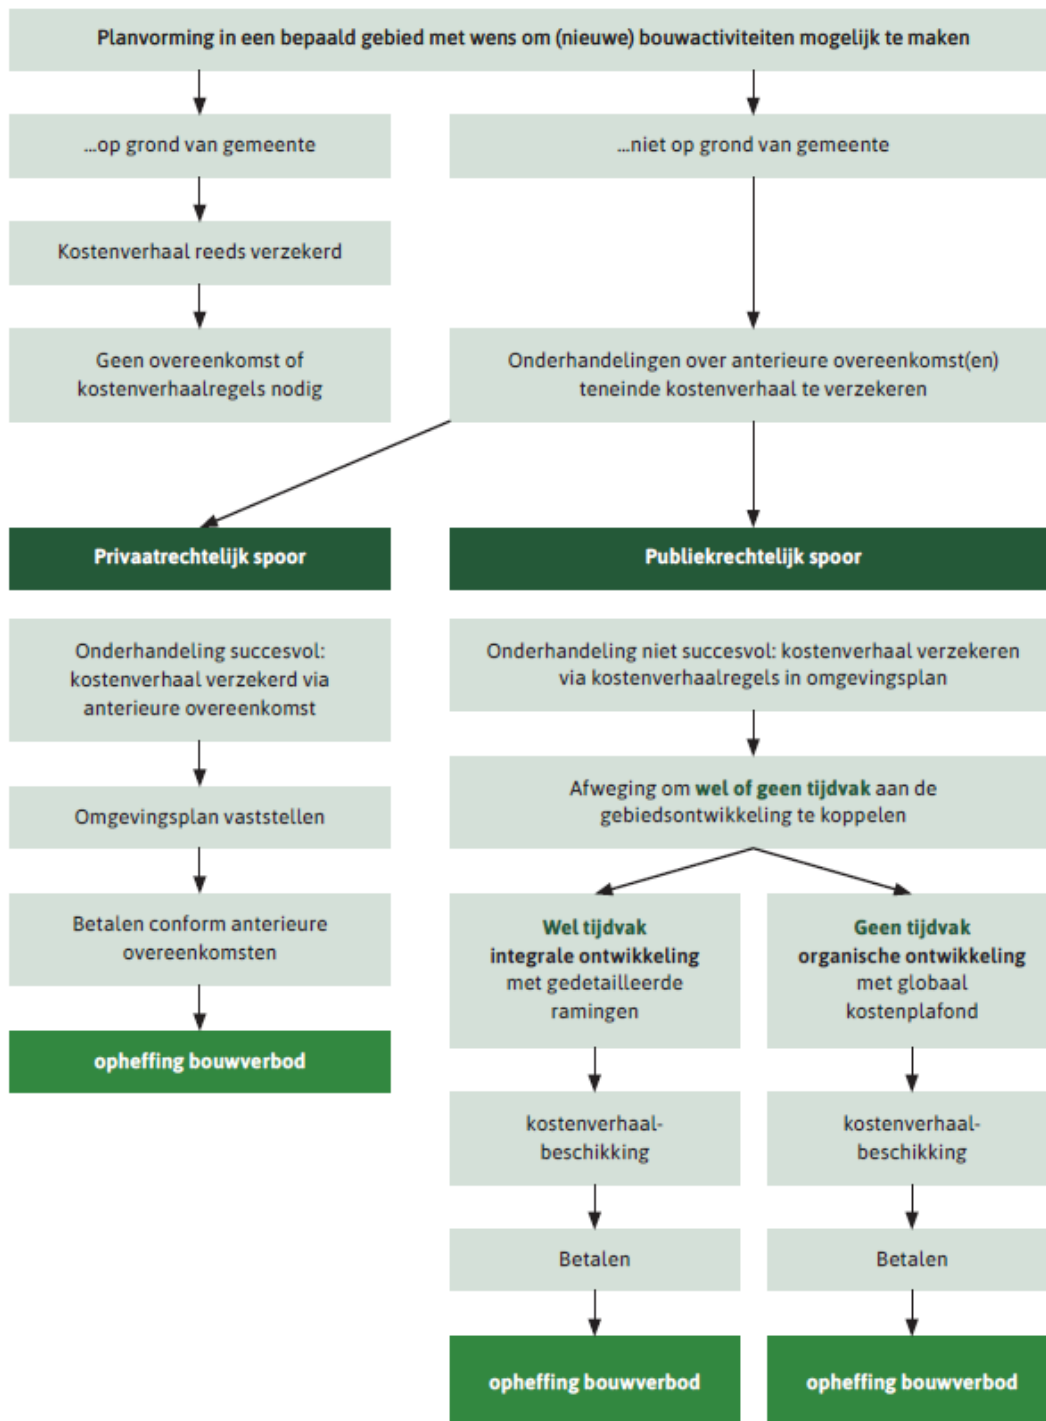 Planvorming in een bepaald gebied met wens om (nieuwe) bouwactiviteiten mogelijk te maken
...op grond van gemeente
...niet op grond van gemeente
Kostenverhaal reeds verzekerd
Geen overeenkomst of
kostenverhaalregels nodig
Onderhandelingen over anterieure overeenkomst(en)
teneinde kostenverhaal te verzekeren
Privaatrechtelijk spoor
Publiekrechtelijk spoor
Onderhandeling succesvol:
kostenverhaal verzekerd via
anterieure overeenkomst
Onderhandeling niet succesvol: kostenverhaal verzekeren
via kostenverhaalregels in omgevingsplan
Omgevingsplan vaststellen
Afweging om wel of geen tijdvak aan de
gebiedsontwikkeling te koppelen
Betalen conform anterieure
overeenkomsten
Wel tijdvak
integrale ontwikkeling
met gedetailleerde
ramingen
Geen tijdvak
organische ontwikkeling
met globaal
kostenplafond
opheffing bouwverbod
kostenverhaal-
beschikking
kostenverhaal-
beschikking
Betalen
Betalen
opheffing bouwverbod
opheffing bouwverbod